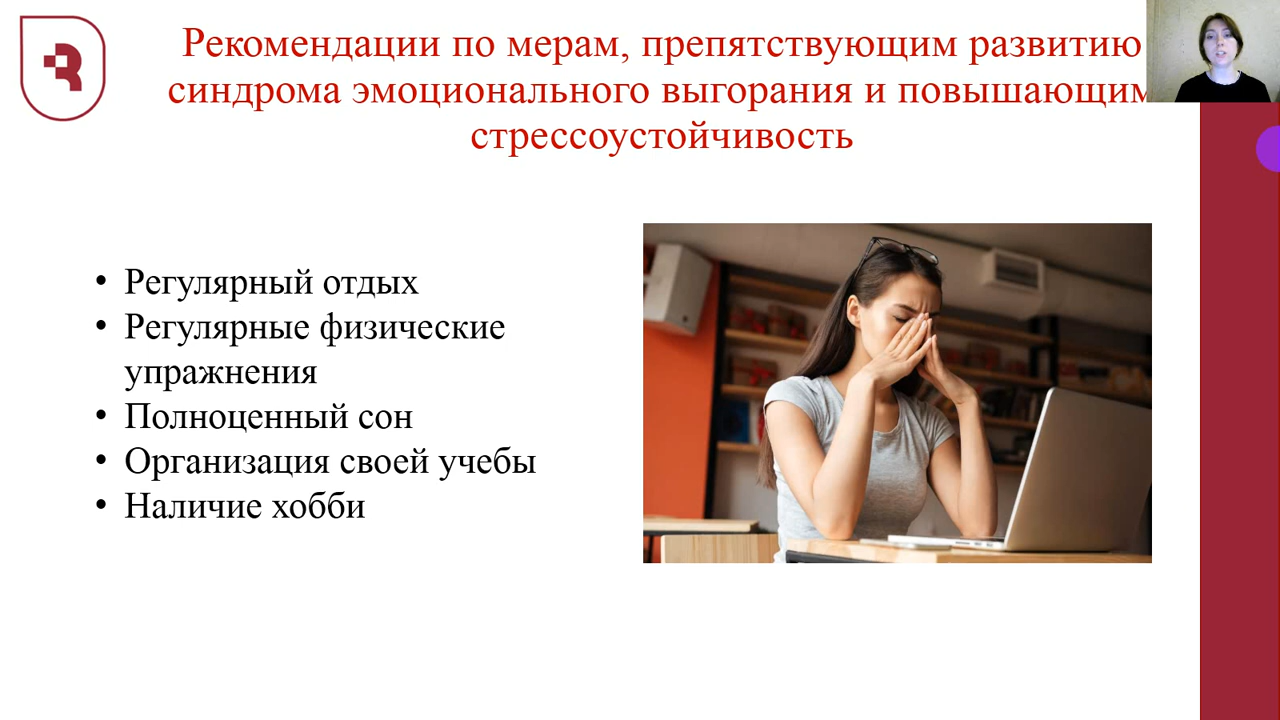 Рекомендации по мерам, препятствующим развитию
синдрома эмоционального выгорания и повышающим
стрессоустойчивость
• Регулярный отдых
• Регулярные физические
упражнения
• Полноценный сон
• Организация своей учебы
• Наличие хобби